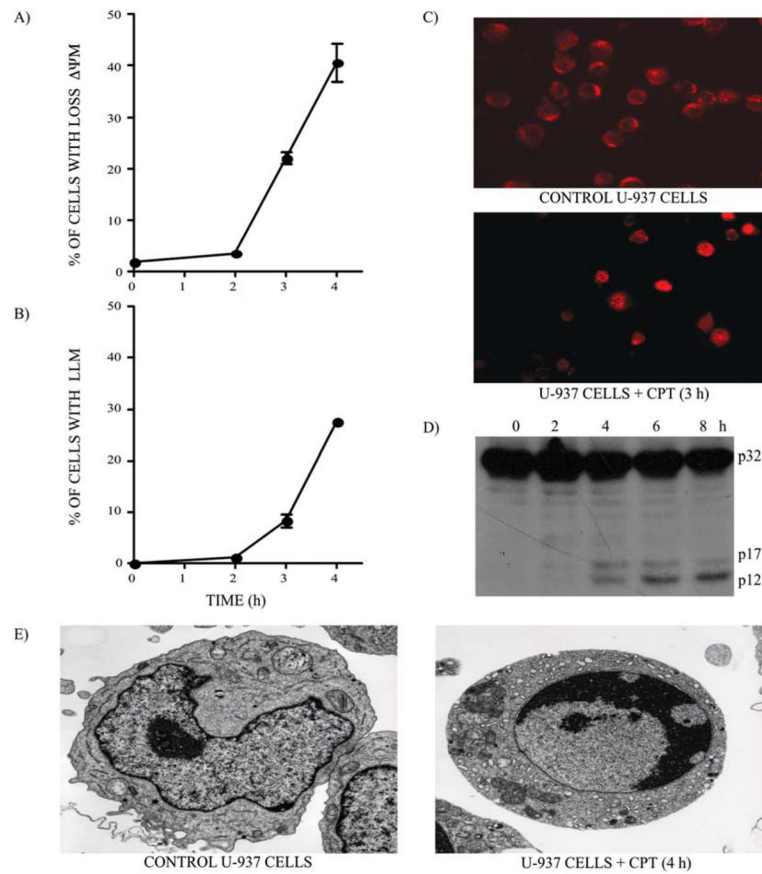 A)
50
40
30
20
10
0
% OF CELLS WITH LOSS ΔΨM
0 1 2 3 4
B)
50
40
30
20
10
0
% OF CELLS WITH LLM
0 1 2 3 4
TIME (h)
C)
CONTROL U-937 CELLS
U-937 CELLS + CPT (3 h)
D)
0 2 4 6 8 h
p32
p17
p12
E)
CONTROL U-937 CELLS
U-937 CELLS + CPT (4 h)